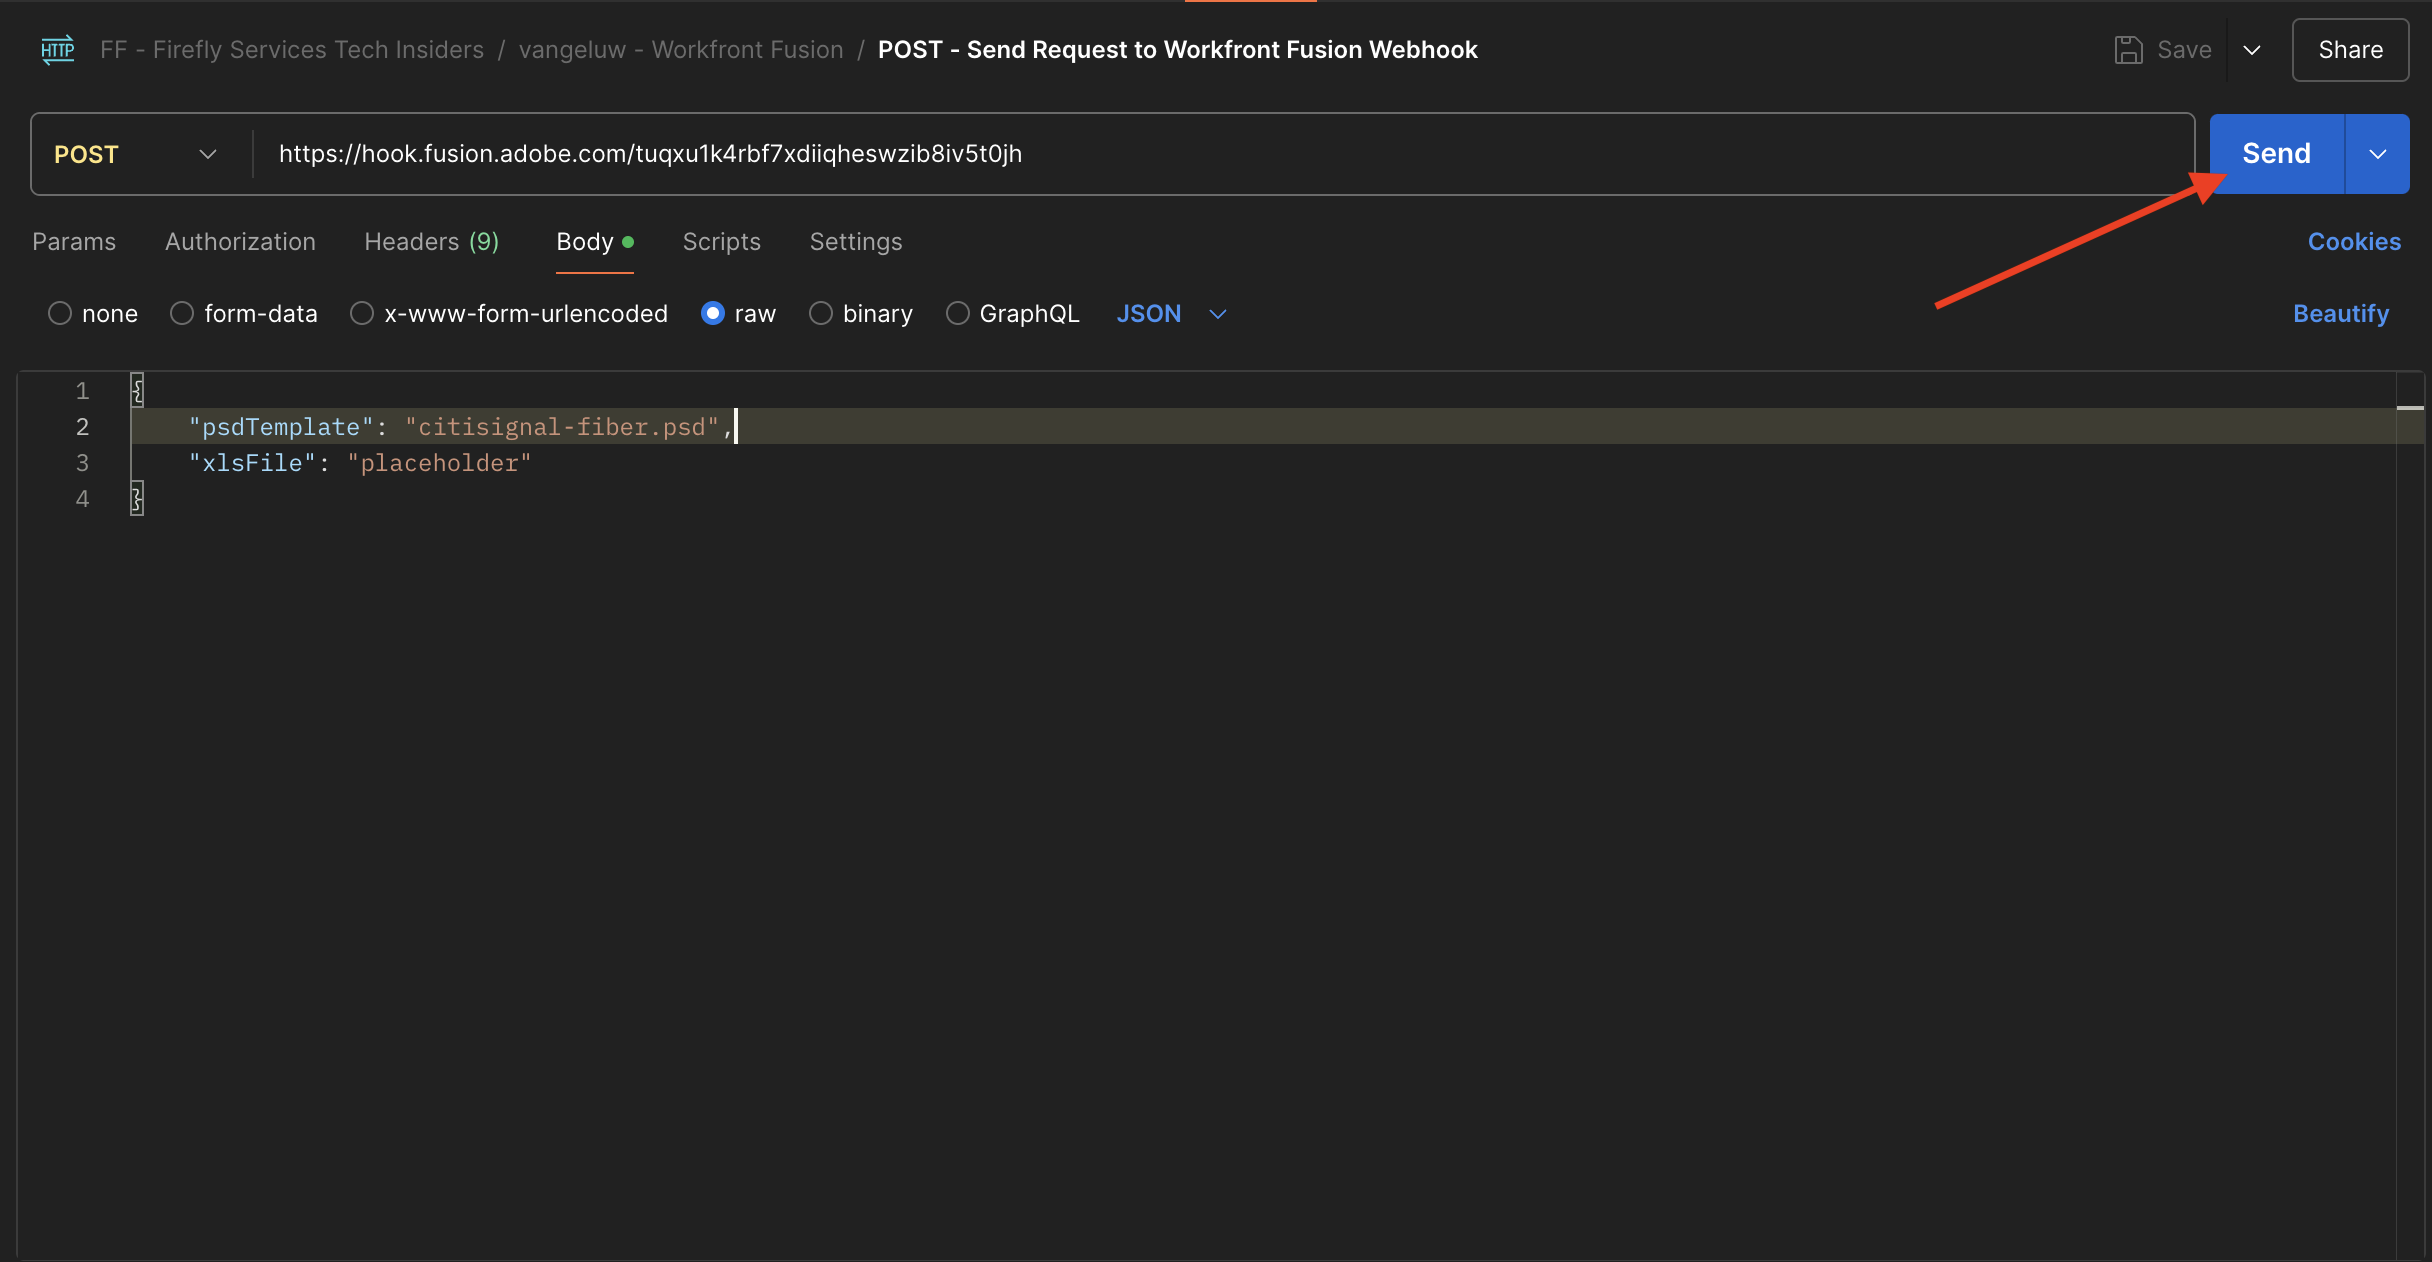 HTTP FF - Firefly Services Tech Insiders / vangeluw - Workfront Fusion / POST - Send Request to Workfront Fusion Webhook Save Share
POST https://hook.fusion.adobe.com/tuqxu1k4rbf7xdiiqheswzib8iv5t0jh Send
Params Authorization Headers (9) Body Scripts Settings Cookies
none form-data x-www-form-urlencoded raw binary GraphQL JSON Beautify
1 {
2 "psdTemplate": "citisignal-fiber.psd",
3 "xlsFile": "placeholder"
4 }